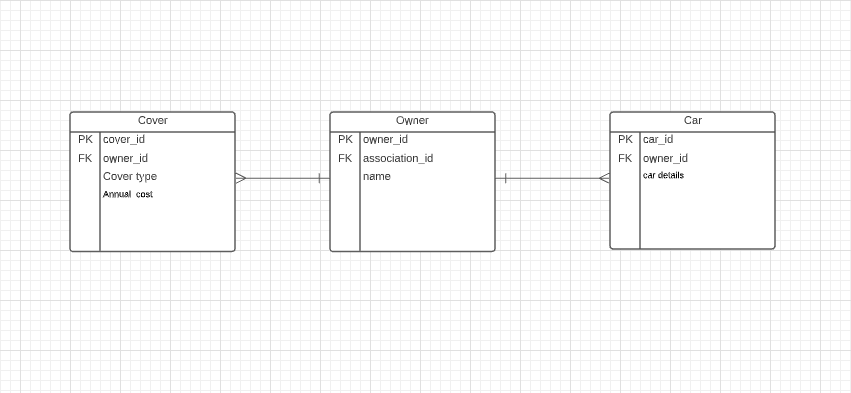 Cover
PK cover_id
FK owner_id
Cover type
Annual cost
Owner
PK owner_id
FK association_id
name
Car
PK car_id
FK owner_id
car details